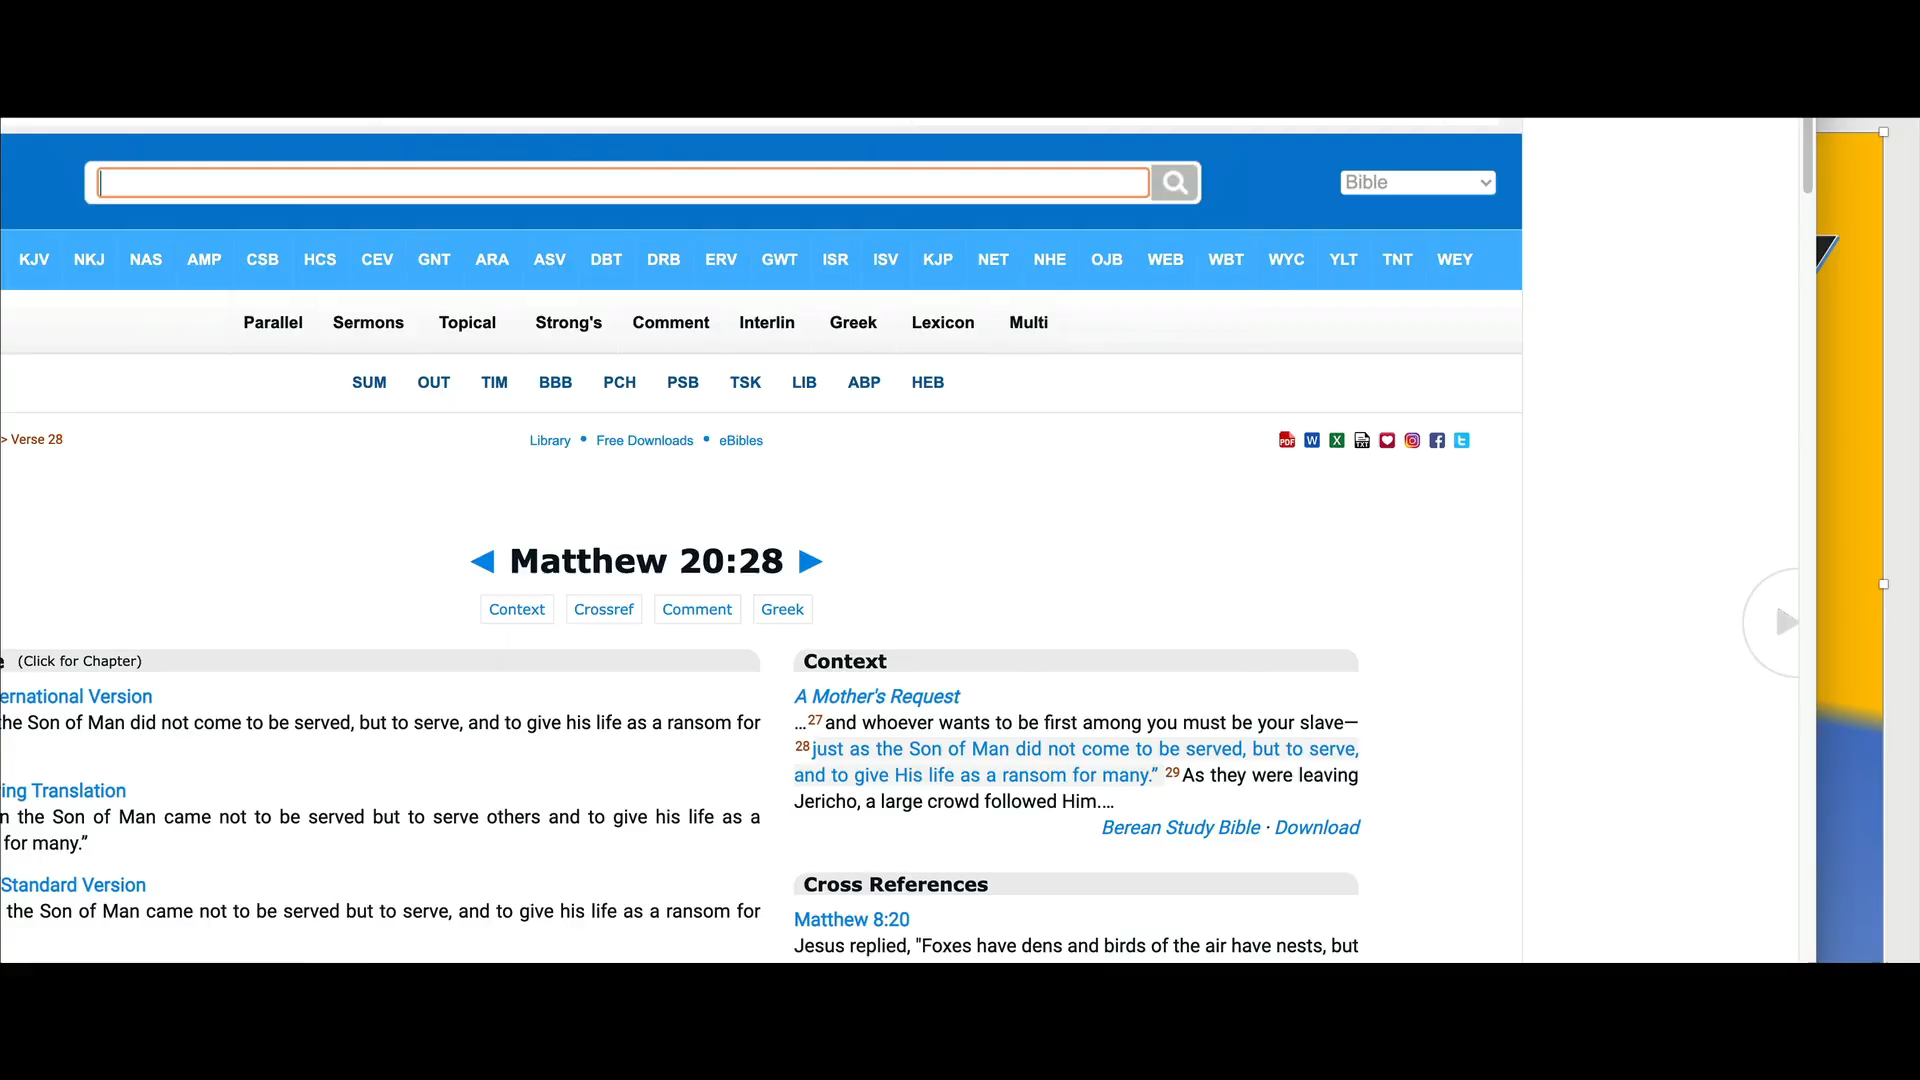 Bible
KJV NKJ NAS AMP CSB HCS CEV GNT ARA ASV DBT DRB ERV GWT ISR ISV KJP NET NHE OJB WEB WBT WYC YLT TNT WEY
Parallel Sermons Topical Strong's Comment Interlin Greek Lexicon Multi
SUM OUT TIM BBB PCH PSB TSK LIB ABP HEB
> Verse 28
Library • Free Downloads • eBibles
PDF W X TXT
◄ Matthew 20:28 ►
Context Crossref Comment Greek
(Click for Chapter)
ernational Version
the Son of Man did not come to be served, but to serve, and to give his life as a ransom for
ing Translation
n the Son of Man came not to be served but to serve others and to give his life as a
for many.”
Standard Version
the Son of Man came not to be served but to serve, and to give his life as a ransom for
Context
A Mother's Request
…27and whoever wants to be first among you must be your slave—
28just as the Son of Man did not come to be served, but to serve,
and to give His life as a ransom for many.” 29As they were leaving
Jericho, a large crowd followed Him.…
Berean Study Bible · Download
Cross References
Matthew 8:20
Jesus replied, "Foxes have dens and birds of the air have nests, but